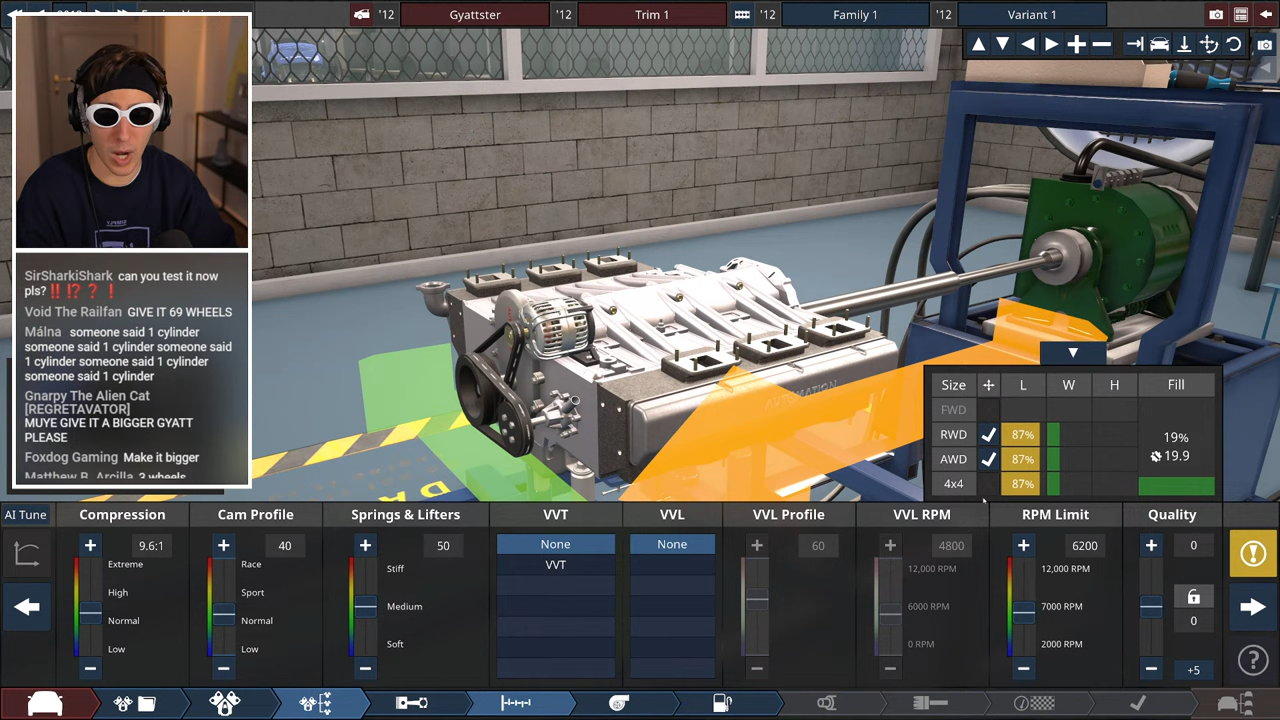 '12 Gyattster '12 Trim 1 '12 Family 1 '12 Variant 1
SirSharkiShark can you test it now
pls? ‼️ ⁉️ ❓ ❗
Void The Railfan GIVE IT 69 WHEELS
Málna someone said 1 cylinder
someone said 1 cylinder someone said
1 cylinder someone said 1 cylinder
someone said 1 cylinder
Gnarpy The Alien Cat
[REGRETAVATOR]
MUYE GIVE IT A BIGGER GYATT
PLEASE
Foxdog Gaming Make it bigger
Matthew B. Arcilla 3 wheels
AUTOMATION
DA
Size L W H Fill
FWD
RWD 87%
AWD 87%
4x4 87%
19%
19.9
AI Tune Compression Cam Profile Springs & Lifters VVT VVL VVL Profile VVL RPM RPM Limit Quality
+ 9.6:1 + 40 + 50 None None + 60 + 4800 + 6200 + 0
Extreme Race Stiff VVT 12,000 RPM 12,000 RPM
High Sport Medium 6000 RPM 7000 RPM
Normal Normal 0
Low Low Soft 0 RPM 2000 RPM
+5
?